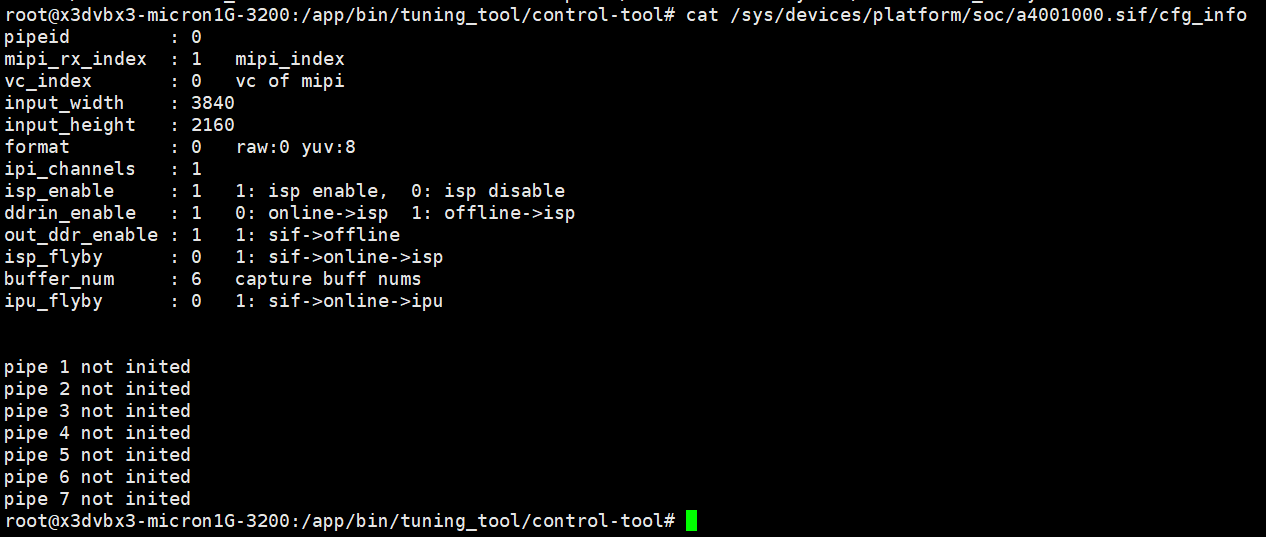 root@x3dvbx3-micron1G-3200:/app/bin/tuning_tool/control-tool# cat /sys/devices/platform/soc/a4001000.sif/cfg_info
pipeid          : 0
mipi_rx_index  : 1   mipi_index
vc_index       : 0   vc of mipi
input_width    : 3840
input_height   : 2160
format         : 0   raw:0 yuv:8
ipi_channels   : 1
isp_enable     : 1   1: isp enable,  0: isp disable
ddrin_enable   : 1   0: online->isp  1: offline->isp
out_ddr_enable : 1   1: sif->offline
isp_flyby      : 0   1: sif->online->isp
buffer_num     : 6   capture buff nums
ipu_flyby      : 0   1: sif->online->ipu
pipe 1 not inited
pipe 2 not inited
pipe 3 not inited
pipe 4 not inited
pipe 5 not inited
pipe 6 not inited
pipe 7 not inited
root@x3dvbx3-micron1G-3200:/app/bin/tuning_tool/control-tool#